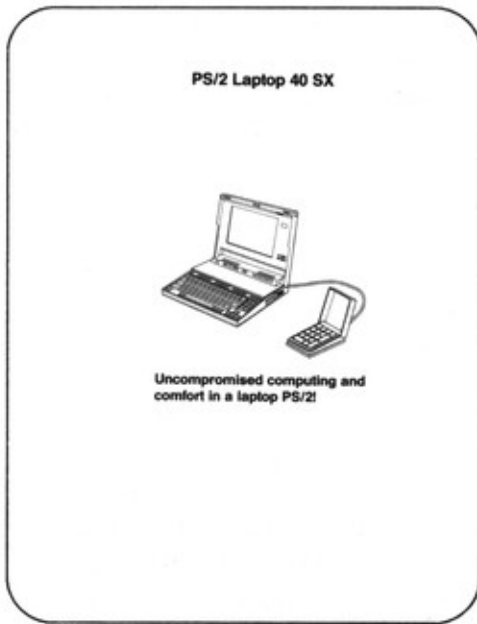 PS/2 Laptop 40 SX
Uncompromised computing and
comfort in a laptop PS/2!